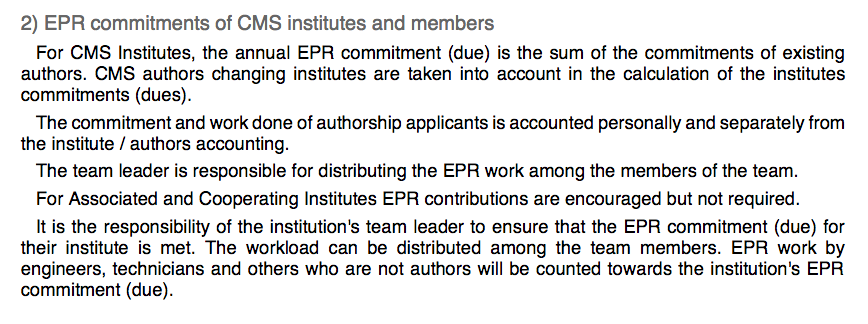 2) EPR commitments of CMS institutes and members
For CMS Institutes, the annual EPR commitment (due) is the sum of the commitments of existing
authors. CMS authors changing institutes are taken into account in the calculation of the institutes
commitments (dues).
The commitment and work done of authorship applicants is accounted personally and separately from
the institute / authors accounting.
The team leader is responsible for distributing the EPR work among the members of the team.
For Associated and Cooperating Institutes EPR contributions are encouraged but not required.
It is the responsibility of the institution's team leader to ensure that the EPR commitment (due) for
their institute is met. The workload can be distributed among the team members. EPR work by
engineers, technicians and others who are not authors will be counted towards the institution's EPR
commitment (due).